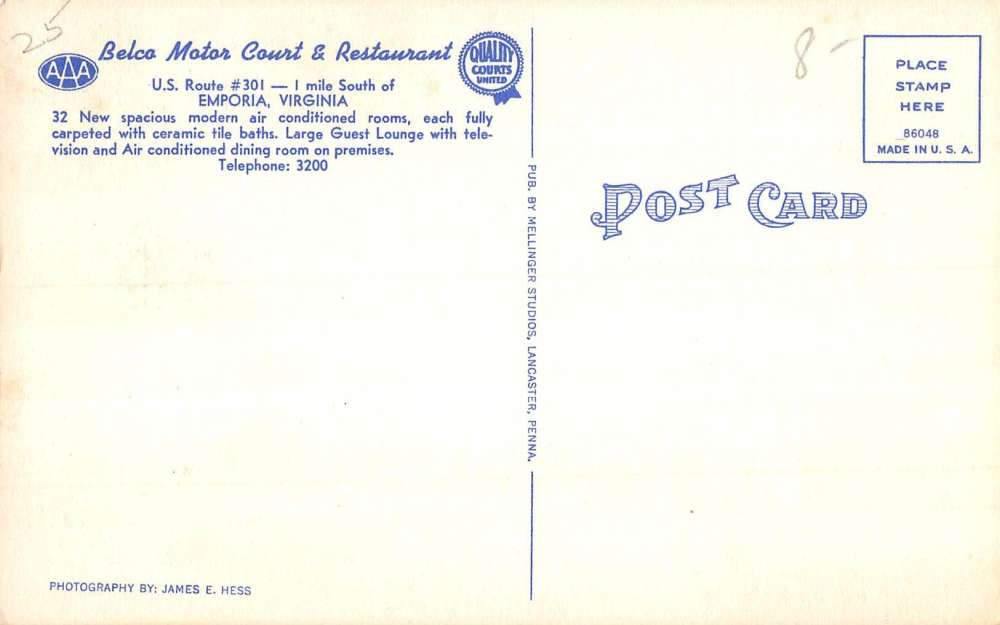 25
AAA
Belco Motor Court & Restaurant
QUALITY
COURTS
UNITED
U.S. Route #301 — 1 mile South of
EMPORIA, VIRGINIA
32 New spacious modern air conditioned rooms, each fully
carpeted with ceramic tile baths. Large Guest Lounge with tele-
vision and Air conditioned dining room on premises.
Telephone: 3200
PHOTOGRAPHY BY: JAMES E. HESS
PUB. BY MELLINGER STUDIOS, LANCASTER, PENNA.
8-
PLACE
STAMP
HERE
86048
MADE IN U. S. A.
POST CARD